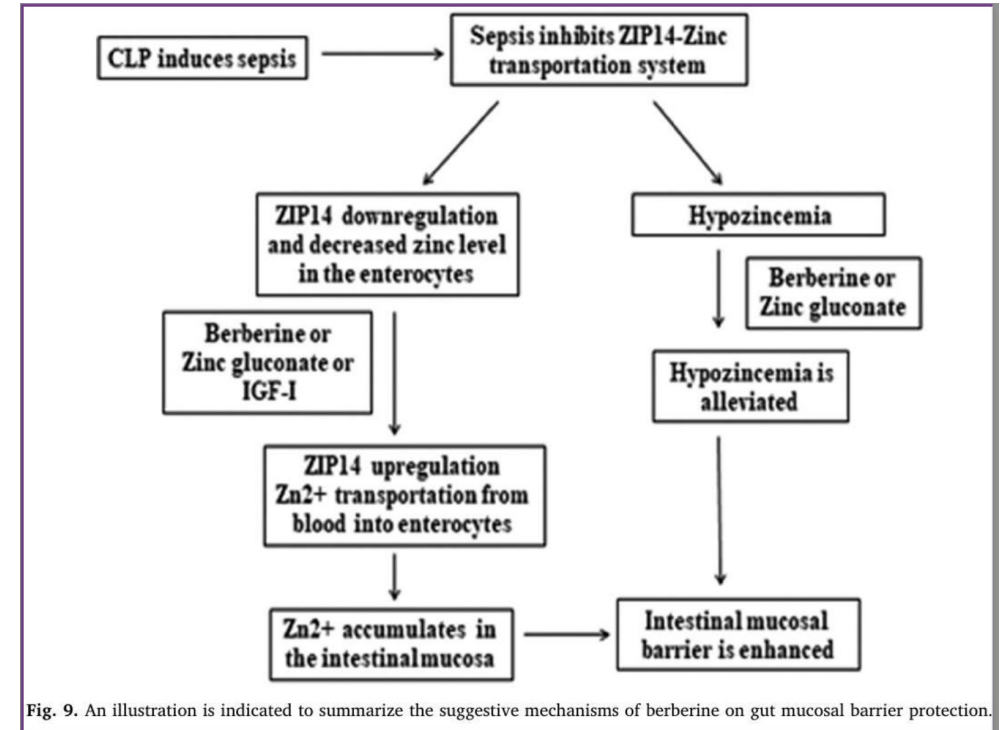 CLP induces sepsis
Sepsis inhibits ZIP14-Zinc
transportation system
ZIP14 downregulation
and decreased zinc level
in the enterocytes
Hypozincemia
Berberine or
Zinc gluconate
Berberine or
Zinc gluconate or
IGF-I
Hypozincemia is
alleviated
ZIP14 upregulation
Zn2+ transportation from
blood into enterocytes
Zn2+ accumulates in
the intestinal mucosa
Intestinal mucosal
barrier is enhanced
Fig. 9. An illustration is indicated to summarize the suggestive mechanisms of berberine on gut mucosal barrier protection.